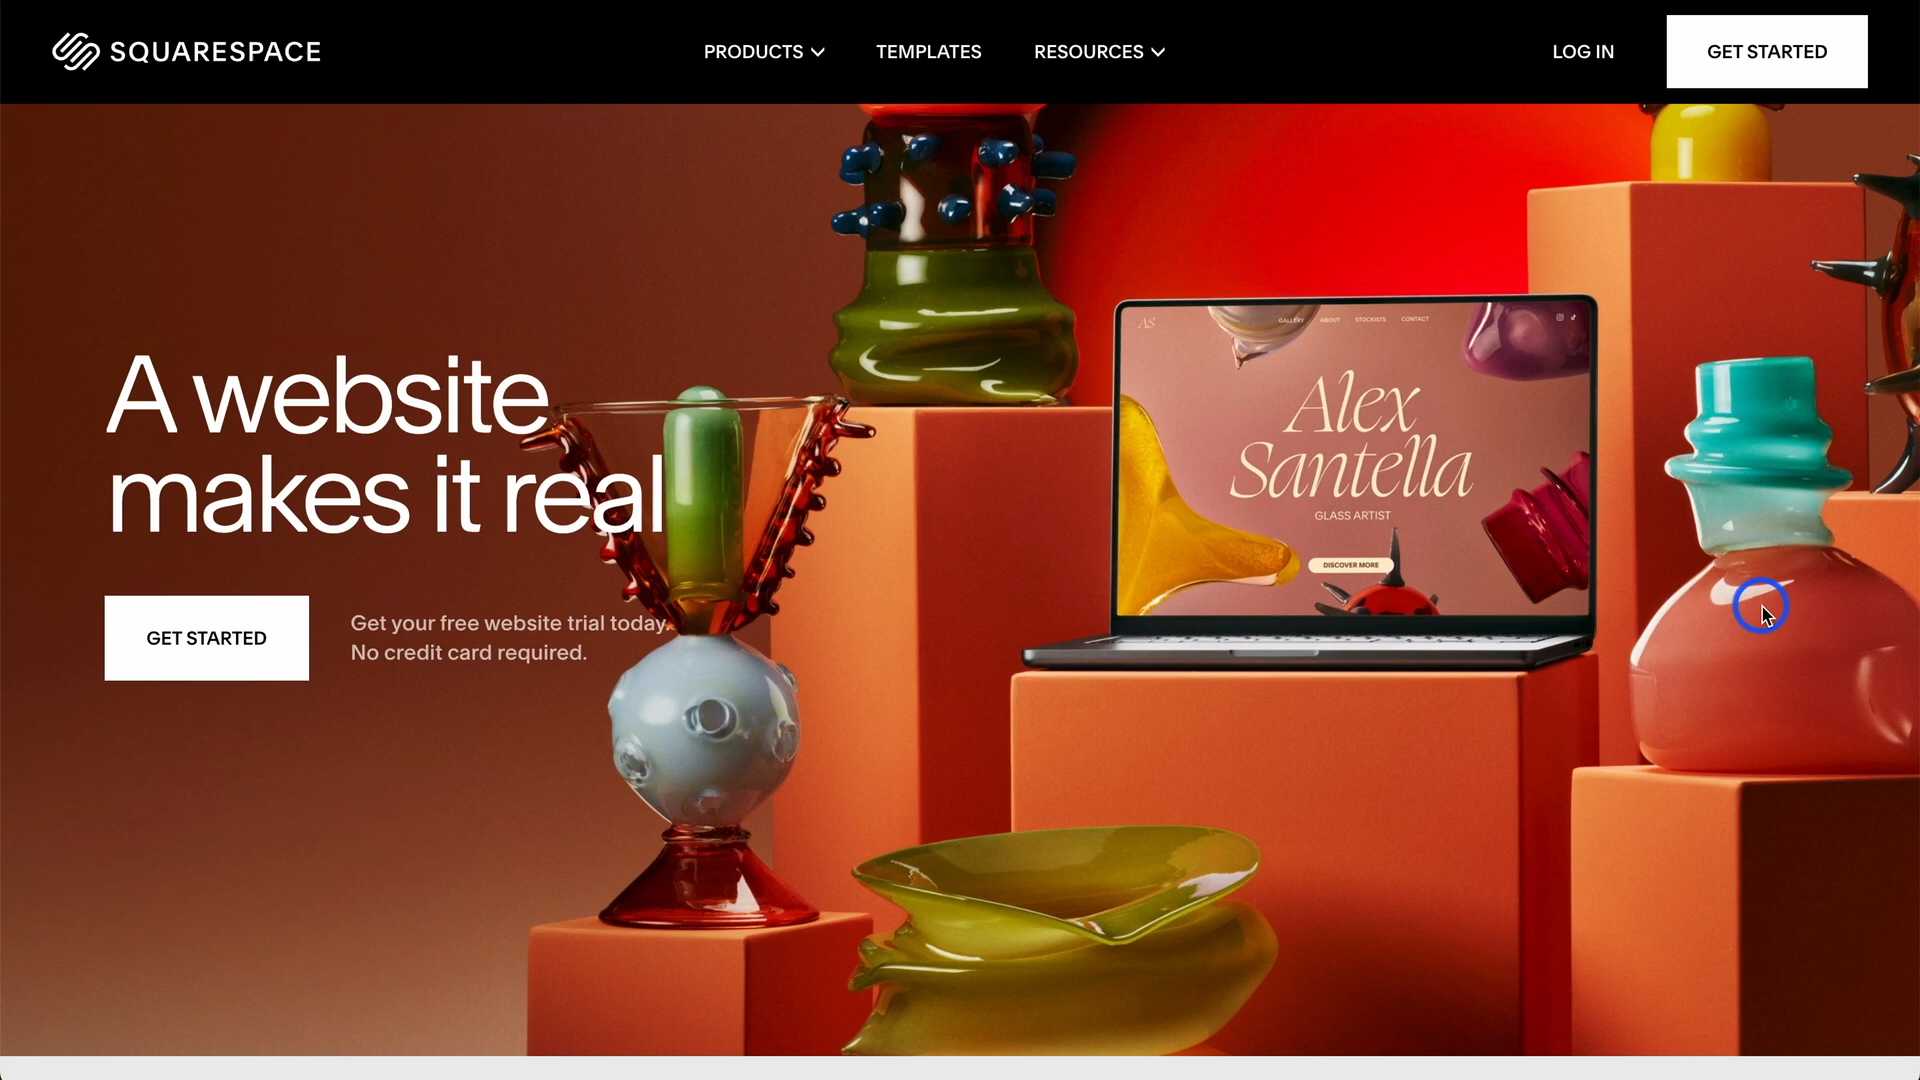 SQUARESPACE
PRODUCTS
TEMPLATES
RESOURCES
LOG IN
GET STARTED
A website
makes it real
GET STARTED
Get your free website trial today.
No credit card required.
AS
GALLERY
ABOUT
STOCKISTS
CONTACT
Alex
Santella
GLASS ARTIST
DISCOVER MORE